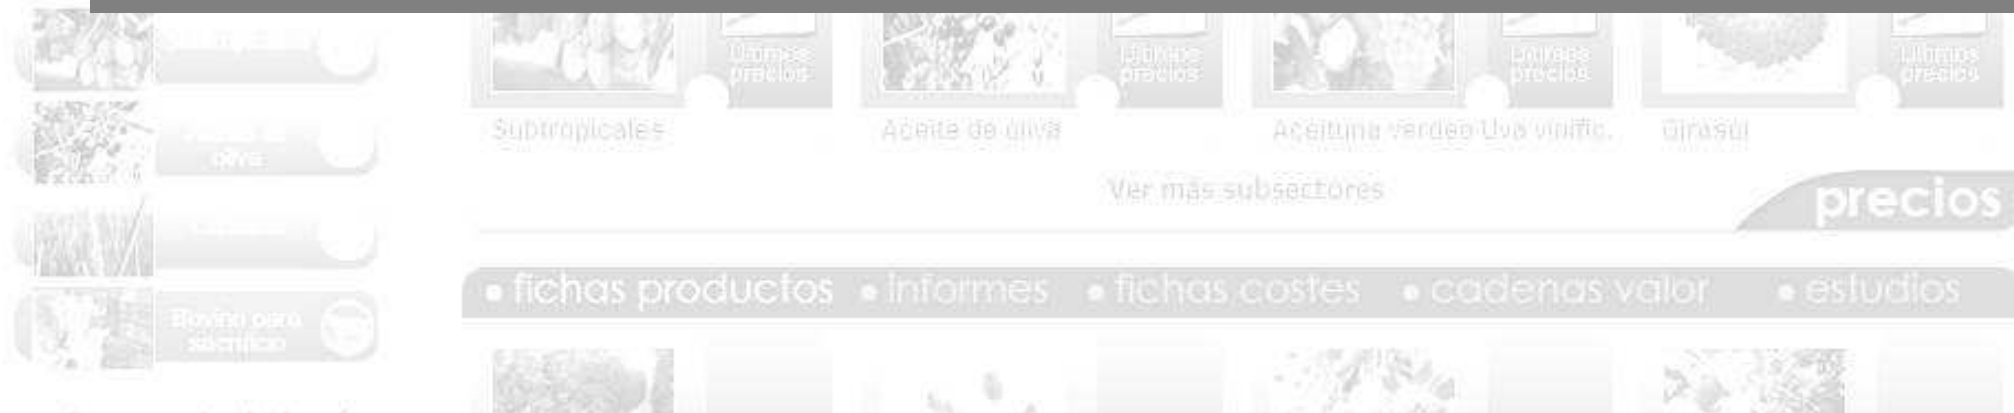 Últimos precios
Últimos precios
Últimos precios
Últimos precios
Subtropicales
Aceite de oliva
Aceituna verdeo Uva vinific.
Girasol
oliva
Ver más subsectores
precios
• fichas productos • informes • fichas costes • cadenas valor • estudios
Bovino para
sacrificio